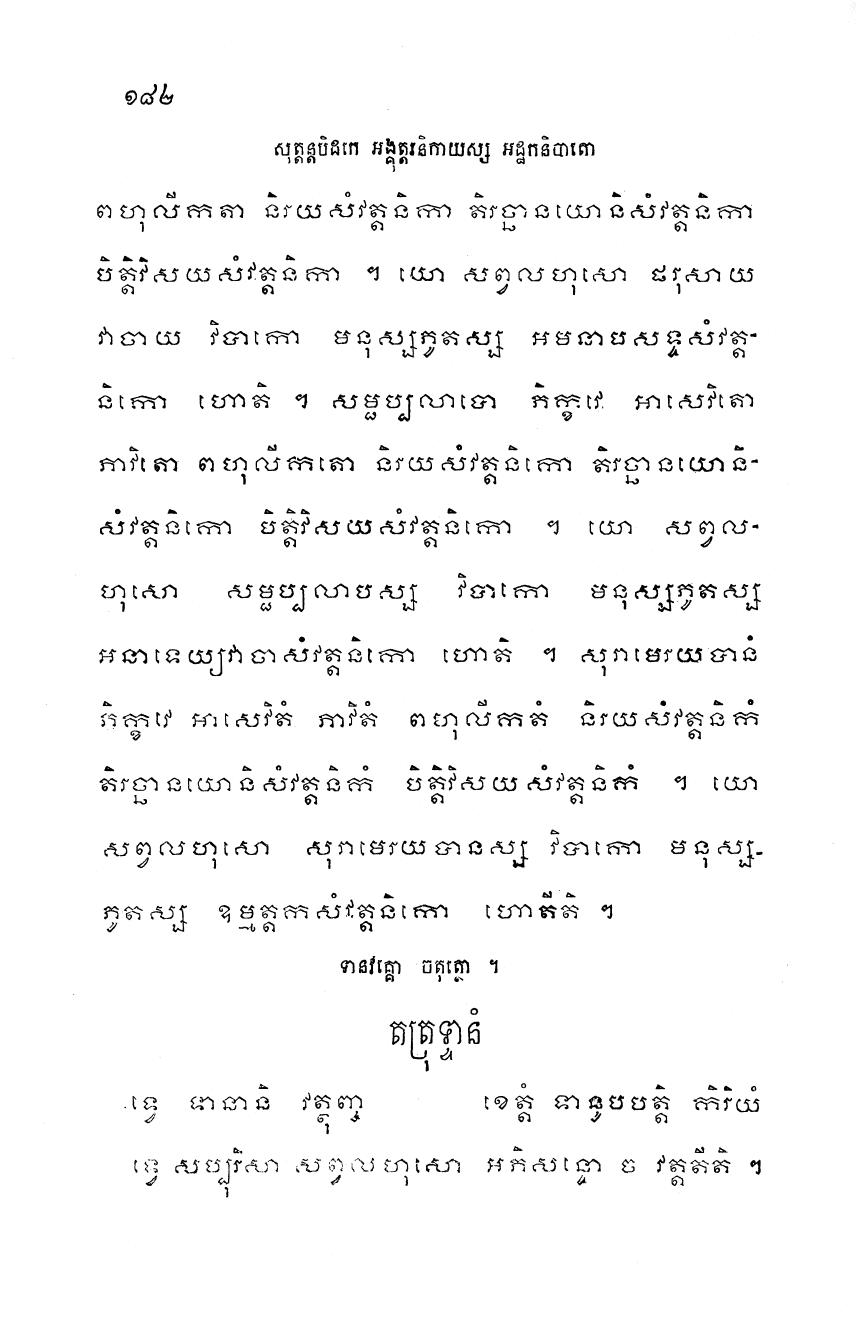 ១៨២
សុត្តន្តបិដកេ អង្គុត្តរនិកាយស្ស អដ្ឋកនិបាតោ
ពហុលីកតា និរយសំវត្តនិកា តិរច្ឆានយោនិសំវត្តនិកា
បិត្តិវិសយសំវត្តនិកា ។ យោ សព្វលហុសោ ផរុសាយ
វាចាយ វិបាកោ មនុស្សភូតស្ស អមនាបសទ្ទសំវត្ត-
និកោ ហោតិ ។ សម្ផប្បលាបោ ភិក្ខវេ អាសេវិតោ
ភាវិតោ ពហុលីកតោ និរយសំវត្តនិកោ តិរច្ឆានយោនិ-
សំវត្តនិកោ បិត្តិវិសយសំវត្តនិកោ ។ យោ សព្វល-
ហុសោ សម្ផប្បលាបស្ស វិបាកោ មនុស្សភូតស្ស
អនាទេយ្យវាចាសំវត្តនិកោ ហោតិ ។ សុរាមេរយបានំ
ភិក្ខវេ អាសេវិតំ ភាវិតំ ពហុលីកតំ និរយសំវត្តនិកំ
តិរច្ឆានយោនិសំវត្តនិកំ បិត្តិវិសយសំវត្តនិកំ ។ យោ
សព្វលហុសោ សុរាមេរយបានស្ស វិបាកោ មនុស្ស-
ភូតស្ស ឧម្មត្តកសំវត្តនិកោ ហោតីតិ ។
ទានវគ្គោ ចតុត្ថោ ។
តត្រុទ្ទានំ
ទ្វេ ទានានិ វត្ថុញ្ច ខេត្តំ ទានូបបត្តិ កិរិយំ
ទ្វេ សប្បុរិសា សព្វលហុសោ អភិសន្ទោ ច វត្តតីតិ ។